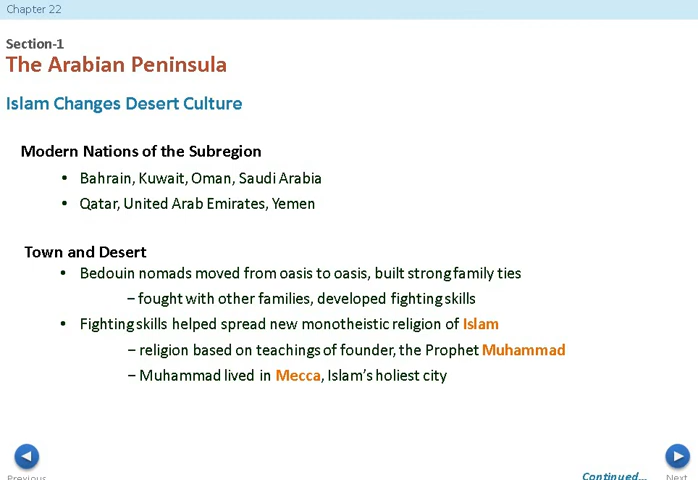 Chapter 22
Section-1
The Arabian Peninsula
Islam Changes Desert Culture
Modern Nations of the Subregion
• Bahrain, Kuwait, Oman, Saudi Arabia
• Qatar, United Arab Emirates, Yemen
Town and Desert
• Bedouin nomads moved from oasis to oasis, built strong family ties
− fought with other families, developed fighting skills
• Fighting skills helped spread new monotheistic religion of Islam
− religion based on teachings of founder, the Prophet Muhammad
− Muhammad lived in Mecca, Islam's holiest city
Previous Continued... Next